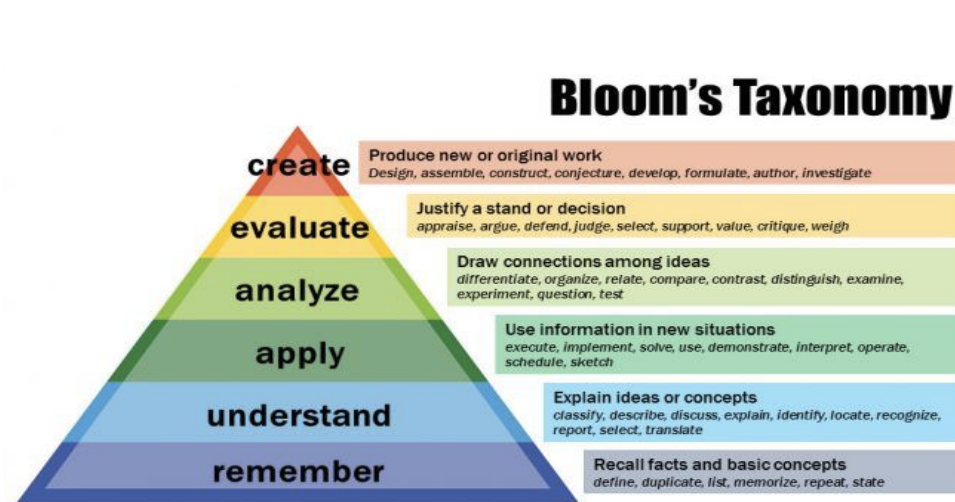 Bloom's Taxonomy
create
Produce new or original work
Design, assemble, construct, conjecture, develop, formulate, author, investigate
evaluate
Justify a stand or decision
appraise, argue, defend, judge, select, support, value, critique, weigh
analyze
Draw connections among ideas
differentiate, organize, relate, compare, contrast, distinguish, examine,
experiment, question, test
apply
Use information in new situations
execute, implement, solve, use, demonstrate, interpret, operate,
schedule, sketch
understand
Explain ideas or concepts
classify, describe, discuss, explain, identify, locate, recognize,
report, select, translate
remember
Recall facts and basic concepts
define, duplicate, list, memorize, repeat, state